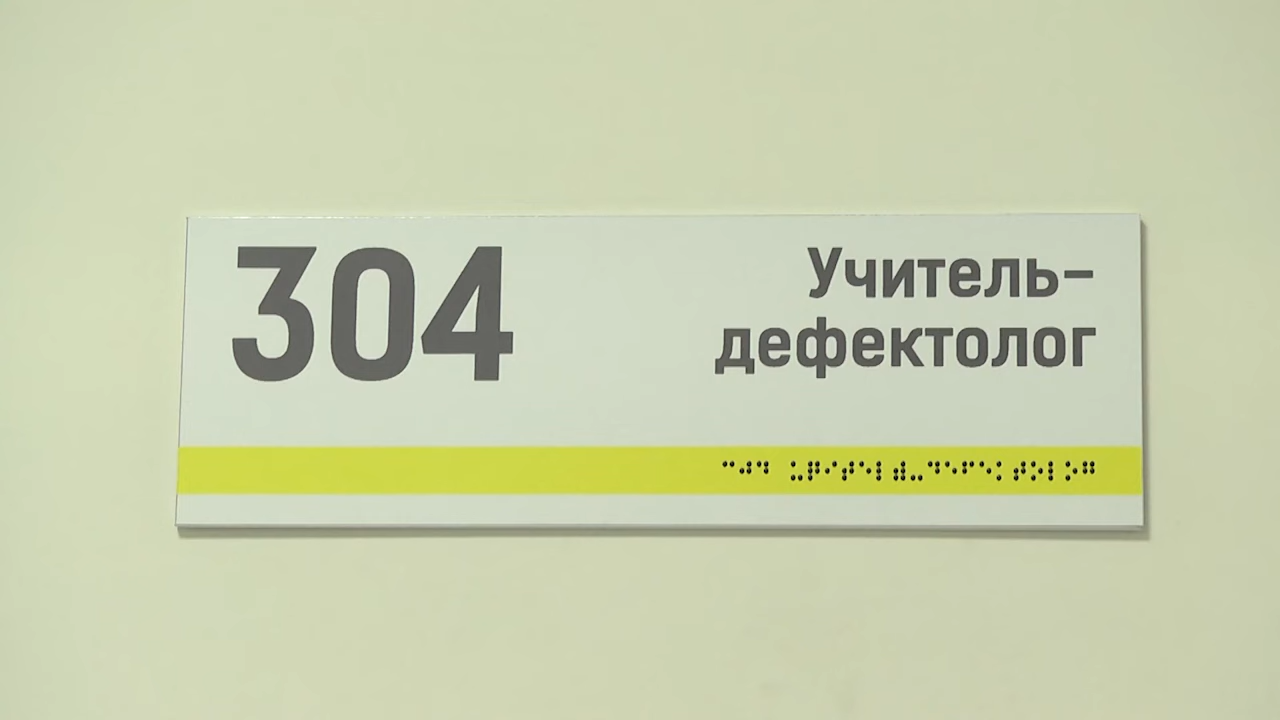 304
Учитель-
дефектолог
⠉⠚⠙ ⠥⠟⠊⠞⠑⠇⠾⠤⠙⠑⠋⠑⠅⠞⠕⠇⠕⠛